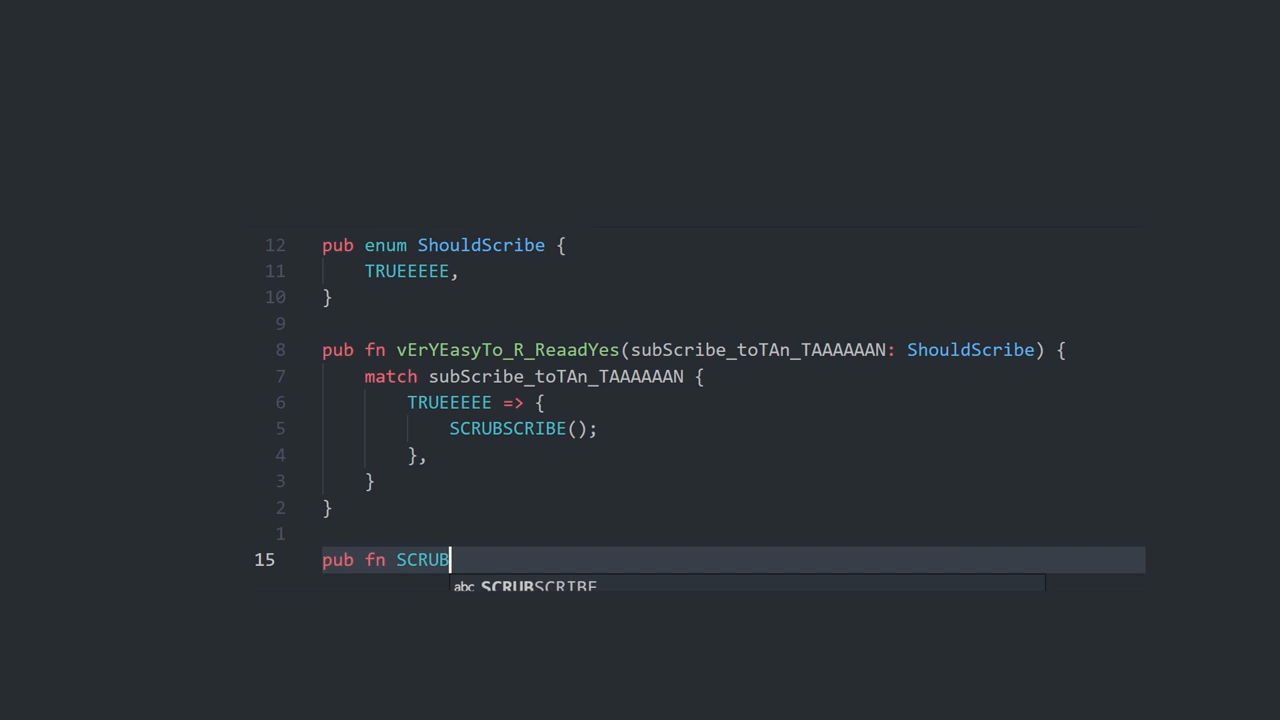 12 pub enum ShouldScribe {
11 TRUEEEEE,
10 }
9
8 pub fn vErYEasyTo_R_ReaadYes(subScribe_toTAn_TAAAAAAN: ShouldScribe) {
7 match subScribe_toTAn_TAAAAAAN {
6 TRUEEEEE => {
5 SCRUBSCRIBE();
4 },
3 }
2 }
1
15 pub fn SCRUB
abc SCRUBSCRIBE